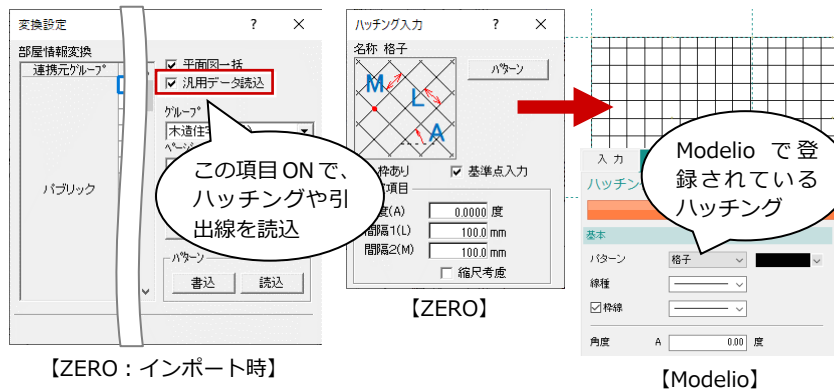 変換設定
?
×
部屋情報変換
連携元グループ
パブリック
平面図一括
汎用データ読込
グループ
木造住宅
この項目 ON で、
ハッチングや引
出線を読込
パターン
書込
読込
【ZERO：インポート時】
ハッチング入力
?
×
名称 格子
パターン
M
L
A
枠あり
基準点入力
項目
度(A)
0.0000 度
間隔1(L)
100.0 mm
間隔2(M)
100.0 mm
縮尺考慮
【ZERO】
入 力
ハッチン
Modelio で登
録されている
ハッチング
基本
パターン
格子
線種
枠線
角度
A
0.00 度
【Modelio】